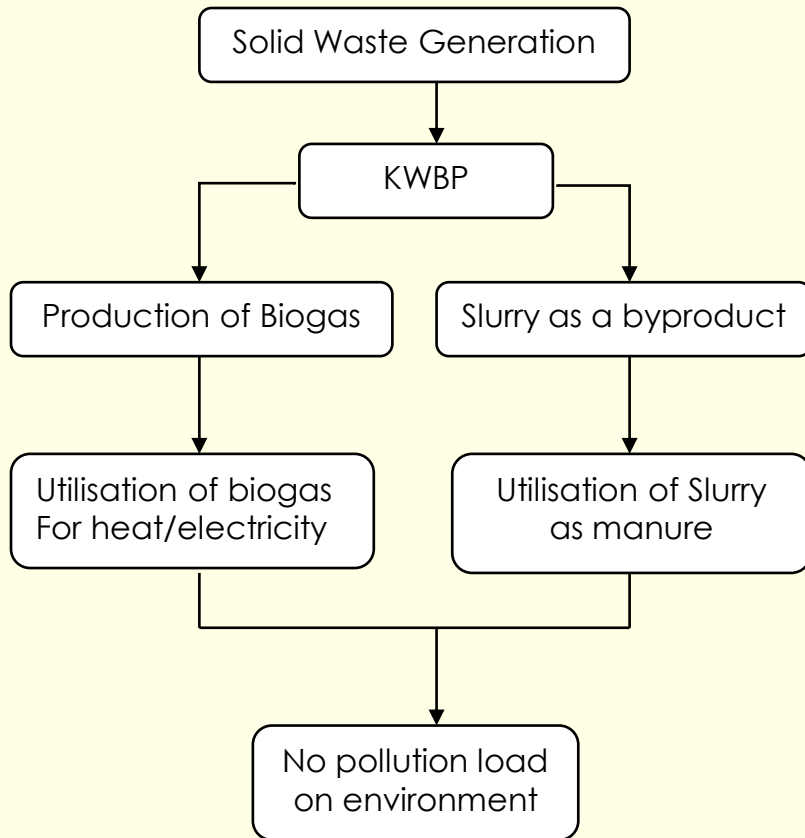 Solid Waste Generation
KWBP
Production of Biogas
Slurry as a byproduct
Utilisation of biogas
For heat/electricity
Utilisation of Slurry
as manure
No pollution load
on environment